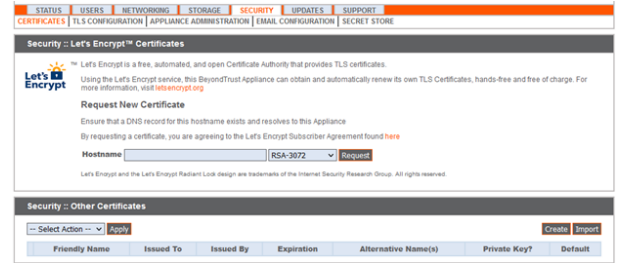 STATUS USERS NETWORKING STORAGE SECURITY UPDATES SUPPORT
CERTIFICATES TLS CONFIGURATION APPLIANCE ADMINISTRATION EMAIL CONFIGURATION SECRET STORE
Security :: Let's Encrypt™ Certificates
Let's Encrypt
™ Let's Encrypt is a free, automated, and open Certificate Authority that provides TLS certificates.
Using the Let's Encrypt service, this BeyondTrust Appliance can obtain and automatically renew its own TLS Certificates, hands-free and free of charge. For
more information, visit letsencrypt.org.
Request New Certificate
Ensure that a DNS record for this hostname exists and resolves to this Appliance
By requesting a certificate, you are agreeing to the Let's Encrypt Subscriber Agreement found here
Hostname RSA-3072 Request
Let's Encrypt and the Let's Encrypt Radiant Lock design are trademarks of the Internet Security Research Group. All rights reserved.
Security :: Other Certificates
-- Select Action -- Apply Create Import
Friendly Name Issued To Issued By Expiration Alternative Name(s) Private Key? Default